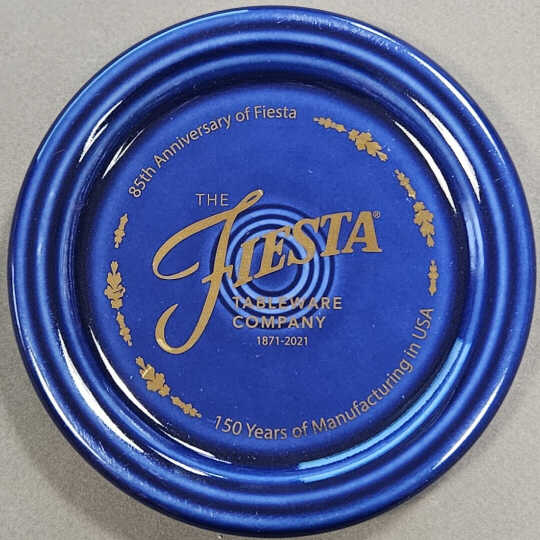 85th Anniversary of Fiesta
THE
FIESTA®
TABLEWARE
COMPANY
1871-2021
150 Years of Manufacturing in USA